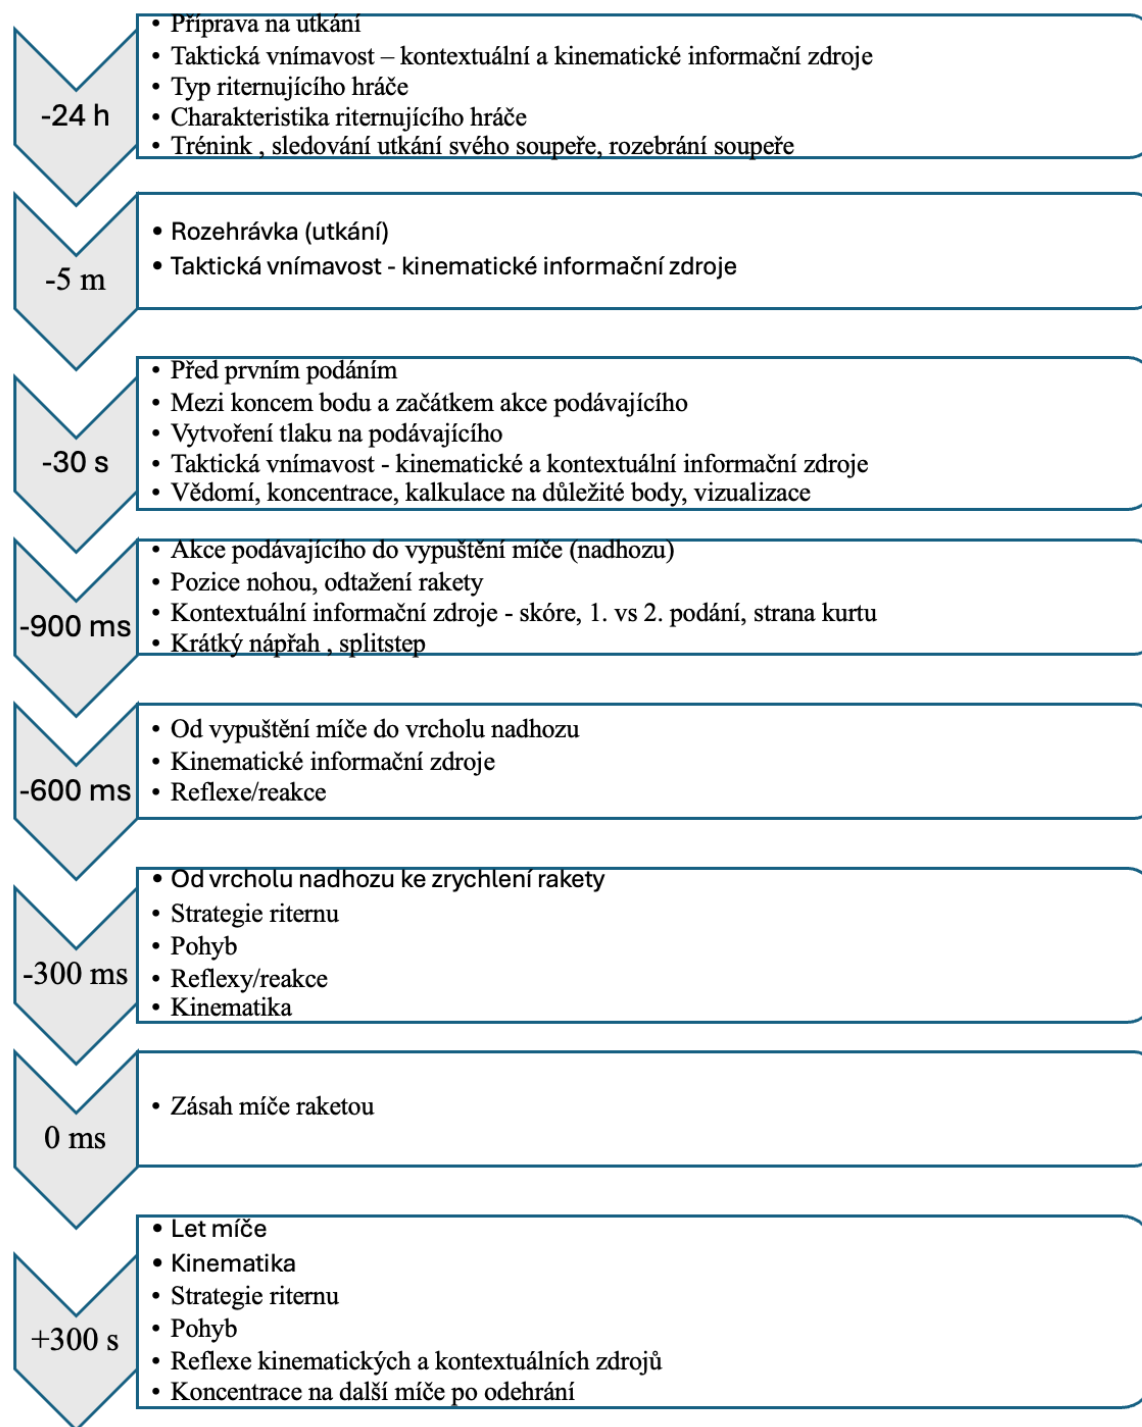 -24 h
• Příprava na utkání
• Taktická vnímavost – kontextuální a kinematické informační zdroje
• Typ riternujícího hráče
• Charakteristika riternujícího hráče
• Trénink , sledování utkání svého soupeře, rozebrání soupeře
-5 m
• Rozehrávka (utkání)
• Taktická vnímavost - kinematické informační zdroje
-30 s
• Před prvním podáním
• Mezi koncem bodu a začátkem akce podávajícího
• Vytvoření tlaku na podávajícího
• Taktická vnímavost - kinematické a kontextuální informační zdroje
• Vědomí, koncentrace, kalkulace na důležité body, vizualizace
-900 ms
• Akce podávajícího do vypuštění míče (nadhozu)
• Pozice nohou, odtažení rakety
• Kontextuální informační zdroje - skóre, 1. vs 2. podání, strana kurtu
• Krátký nápřah , splitstep
-600 ms
• Od vypuštění míče do vrcholu nadhozu
• Kinematické informační zdroje
• Reflexe/reakce
-300 ms
• Od vrcholu nadhozu ke zrychlení rakety
• Strategie riternu
• Pohyb
• Reflexy/reakce
• Kinematika
0 ms
• Zásah míče raketou
+300 s
• Let míče
• Kinematika
• Strategie riternu
• Pohyb
• Reflexe kinematických a kontextuálních zdrojů
• Koncentrace na další míče po odehrání